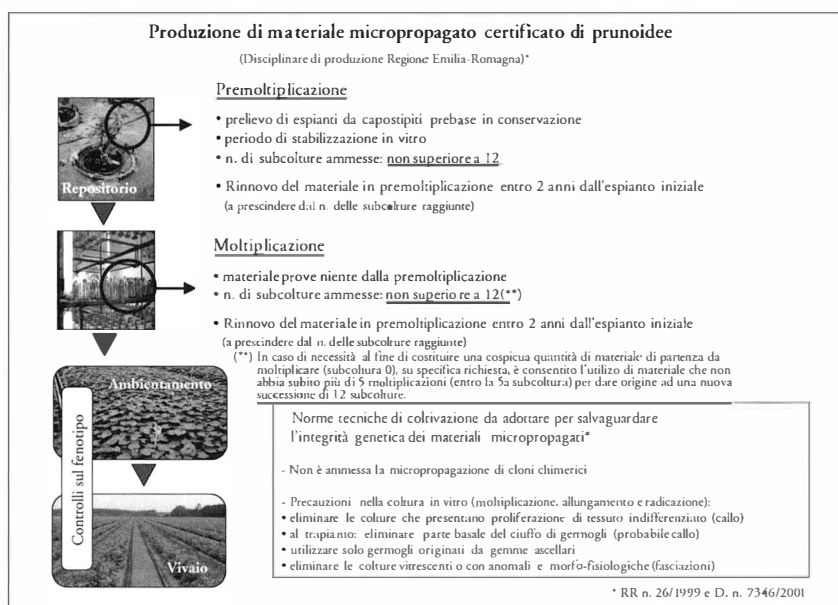 Produzione di materiale micropropagato certificato di prunoidee
(Disciplinare di produzione Regione Emilia-Romagna)*
Premoltiplicazione
• prelievo di espianti da capostipiti prebase in conservazione
• periodo di stabilizzazione in vitro
• n. di subcolture ammesse: non superiore a 12
• Rinnovo del materiale in premoltiplicazione entro 2 anni dall'espianto iniziale
(a prescindere dal n. delle subcolture raggiunte)
Repositorio
Moltiplicazione
• materiale prove niente dalla premoltiplicazione
• n. di subcolture ammesse: non superiore a 12(**)
• Rinnovo del materiale in premoltiplicazione entro 2 anni dall'espianto iniziale
(a prescindere dal n. delle subcolture raggiunte)
(**) In caso di necessità al fine di costituire una cospicua quantità di materiale di partenza da
moltiplicare (subcoltura 0), su specifica richiesta, è consentito l'utilizo di materiale che non
abbia subito più di 5 moltiplicazioni (entro la 5a subcoltura) per dare origine ad una nuova
successione di 12 subcolture.
Ambientamento
Controlli sul fenotipo
Vivaio
Norme tecniche di coltivazione da adottare per salvaguardare
l'integrità genetica dei materiali micropropagati*
- Non è ammessa la micropropagazione di cloni chimerici
- Precauzioni nella coltura in vitro (moltiplicazione, allungamento e radicazione):
• eliminare le colture che presentano proliferazione di tessuto indifferenziato (callo)
• al trapianto: eliminare parte basale del ciuffo di germogli (probabile callo)
• utilizzare solo germogli originati da gemme ascellari
• eliminare le colture vitrescenti o con anomali e morfo-fisiologiche (fasciazioni)
* RR n. 26/1999 e D. n. 7346/2001